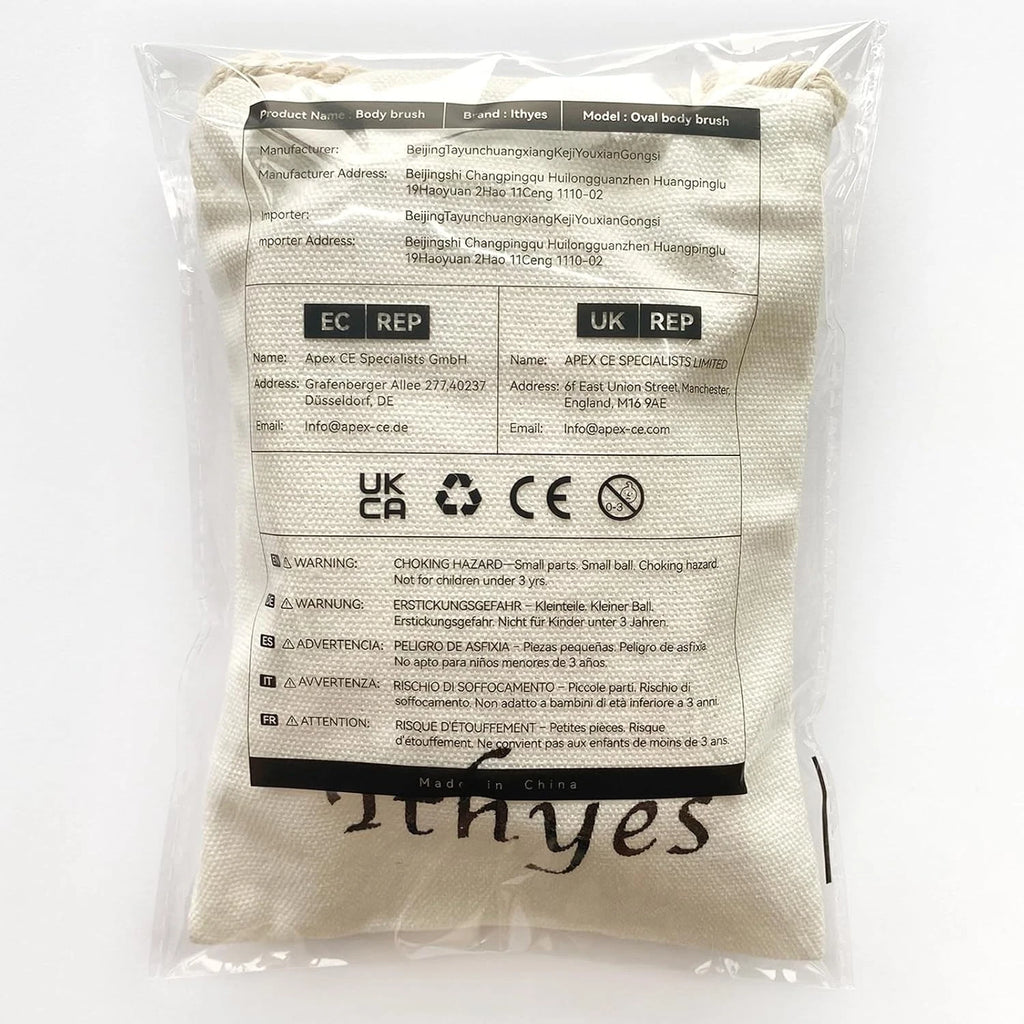 Product Name : Body brush Brand : Ithyes Model : Oval body brush
Manufacturer: BeijingTayunchuangxiangKejiYouxianGongsi
Manufacturer Address: Beijingshi Changpingqu Huilongguanzhen Huangpinglu
19Haoyuan 2Hao 11Ceng 1110-02
Importer: BeijingTayunchuangxiangKejiYouxianGongsi
mporter Address: Beijingshi Changpingqu Huilongguanzhen Huangpinglu
19Haoyuan 2Hao 11Ceng 1110-02
EC REP
Name: Apex CE Specialists GmbH
Address: Grafenberger Allee 277,40237
Düsseldorf, DE
Email: Info@apex-ce.de
UK REP
Name: APEX CE SPECIALISTS LIMITED
Address: 6f East Union Street, Manchester,
England, M16 9AE
Email: Info@apex-ce.com
UK
CA
CE
0-3
EN WARNING: CHOKING HAZARD—Small parts. Small ball. Choking hazard.
Not for children under 3 yrs.
DE WARNUNG: ERSTICKUNGSGEFAHR – Kleinteile. Kleiner Ball.
Erstickungsgefahr. Nicht für Kinder unter 3 Jahren.
ES ADVERTENCIA: PELIGRO DE ASFIXIA – Piezas pequeñas. Peligro de asfixia
No apto para niños menores de 3 años.
IT AVVERTENZA: RISCHIO DI SOFFOCAMENTO – Piccole parti. Rischio di
soffocamento. Non adatto a bambini di età inferiore a 3 anni.
FR ATTENTION: RISQUE D'ÉTOUFFEMENT – Petites pièces. Risque
d'étouffement. Ne convient pas aux enfants de moins de 3 ans.
Made in China
Ithyes